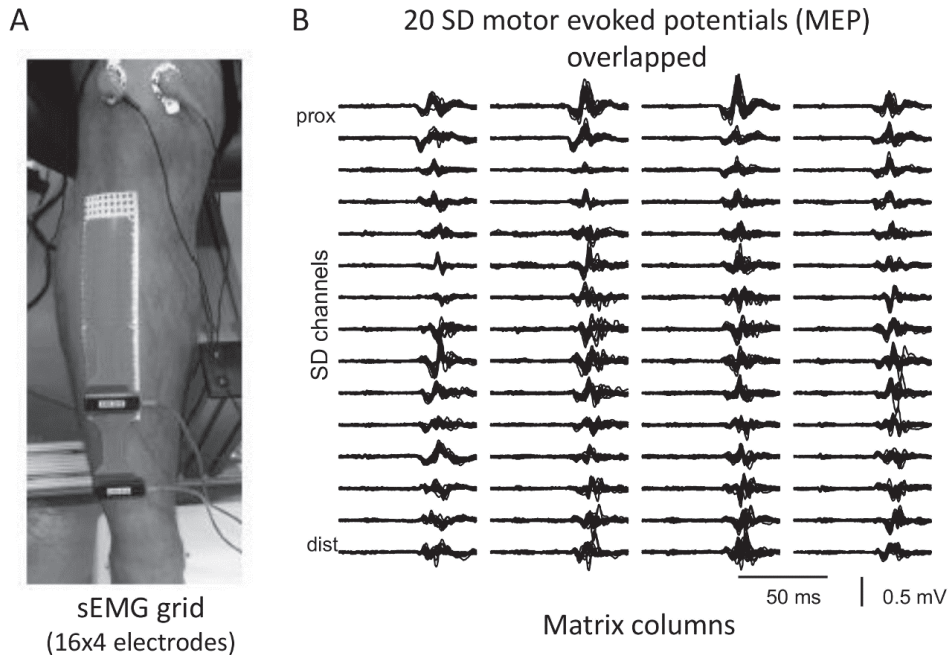 A
B
20 SD motor evoked potentials (MEP)
overlapped
prox
SD channels
dist
50 ms
0.5 mV
Matrix columns
sEMG grid
(16x4 electrodes)